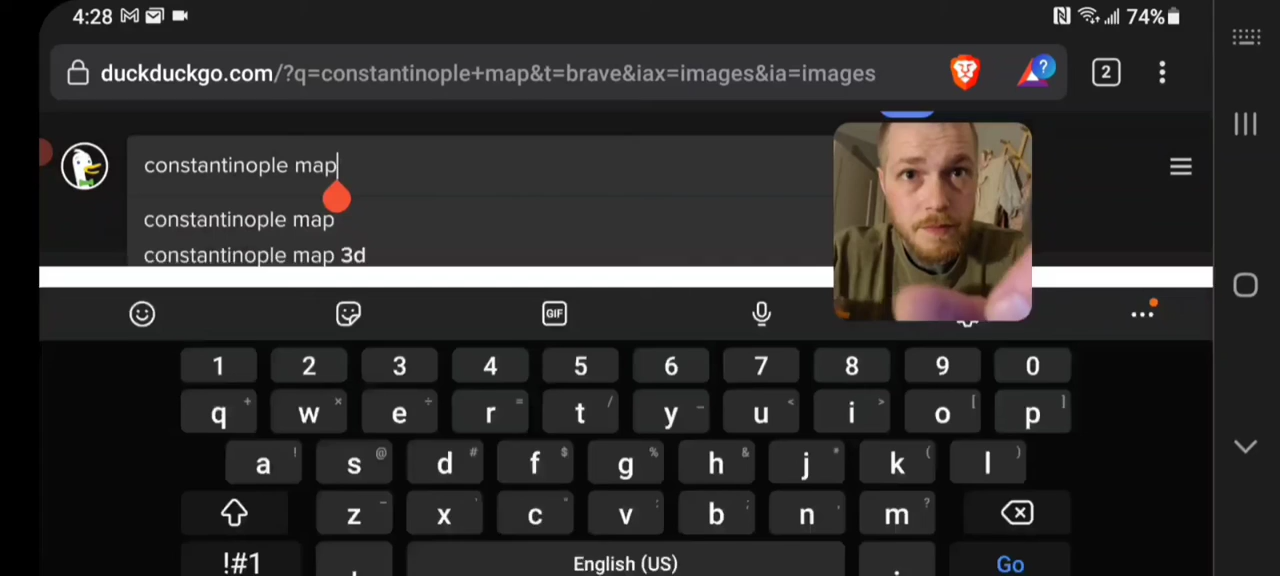 4:28 74%
duckduckgo.com/?q=constantinople+map&t=brave&iax=images&ia=images ? 2
constantinople map
constantinople map
constantinople map 3d
GIF
1 2 3 4 5 6 7 8 9 0
q + w × e ÷ r = t / y _ u < i > o [ p ]
a ! s @ d # f $ g % h & j * k ( l )
z - x ' c " v : b ; n , m ?
!#1 , English (US) . Go